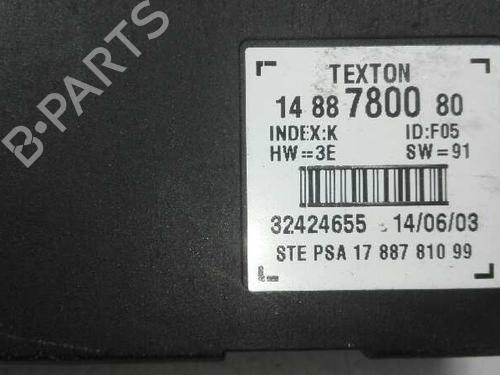 TEXTON
14 88 7800 80
INDEX:K ID:F05
HW=3E SW=91
32424655 14/06/03
STE PSA 17 887 810 99
B-PARTS